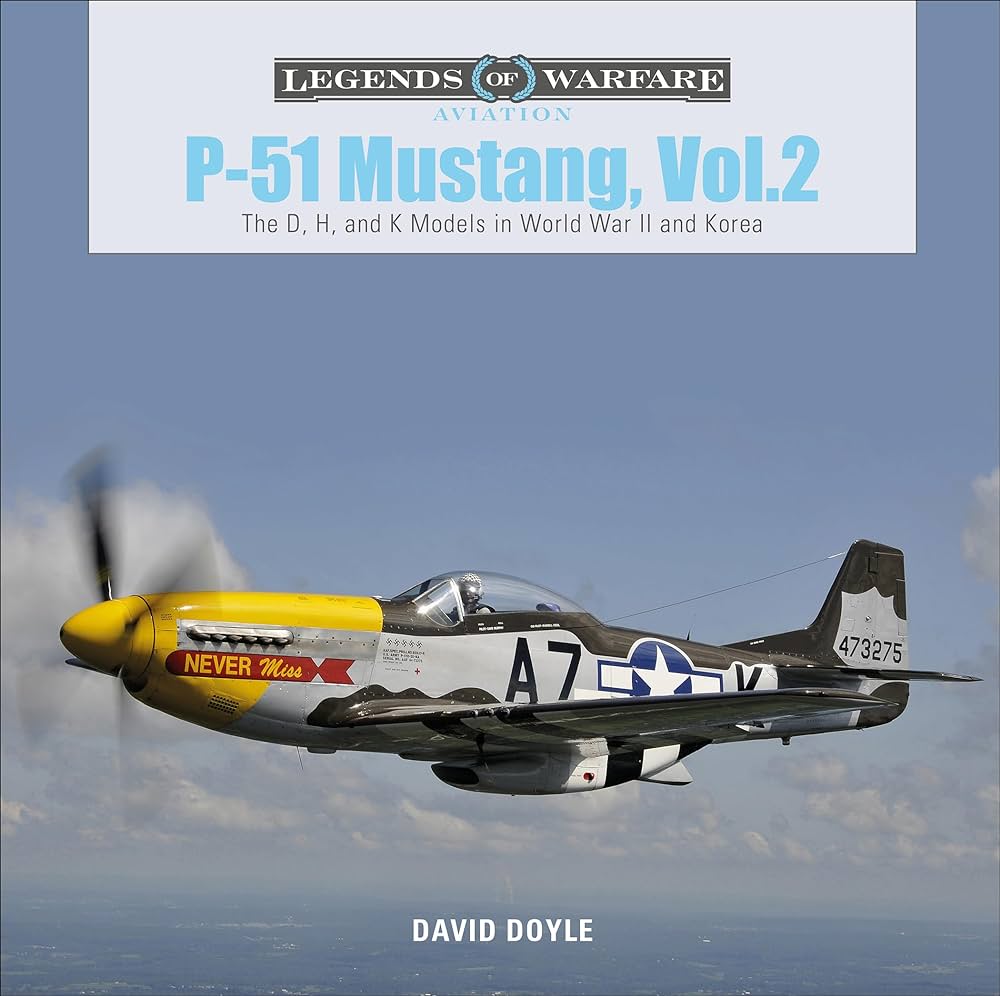 LEGENDS OF WARFARE
AVIATION
P-51 Mustang, Vol.2
The D, H, and K Models in World War II and Korea
NEVER Miss
A7
K
473275
DAVID DOYLE